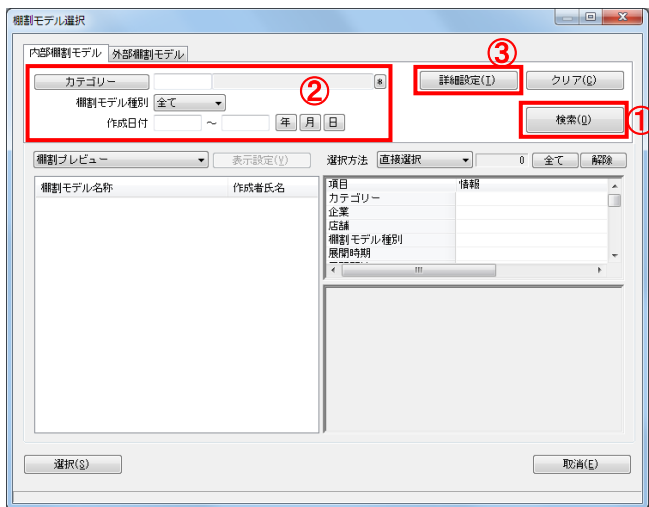 棚割モデル選択
内部棚割モデル 外部棚割モデル
③
カテゴリー * 詳細設定(I) クリア(C)
②
棚割モデル種別 全て
①
作成日付 ～ 年 月 日 検索(Q)
棚割プレビュー 表示設定(Y) 選択方法 直接選択 0 全て 解除
棚割モデル名称 作成者氏名 項目 情報
カテゴリー
企業
店舗
棚割モデル種別
展開時期
選択(S) 取消(E)